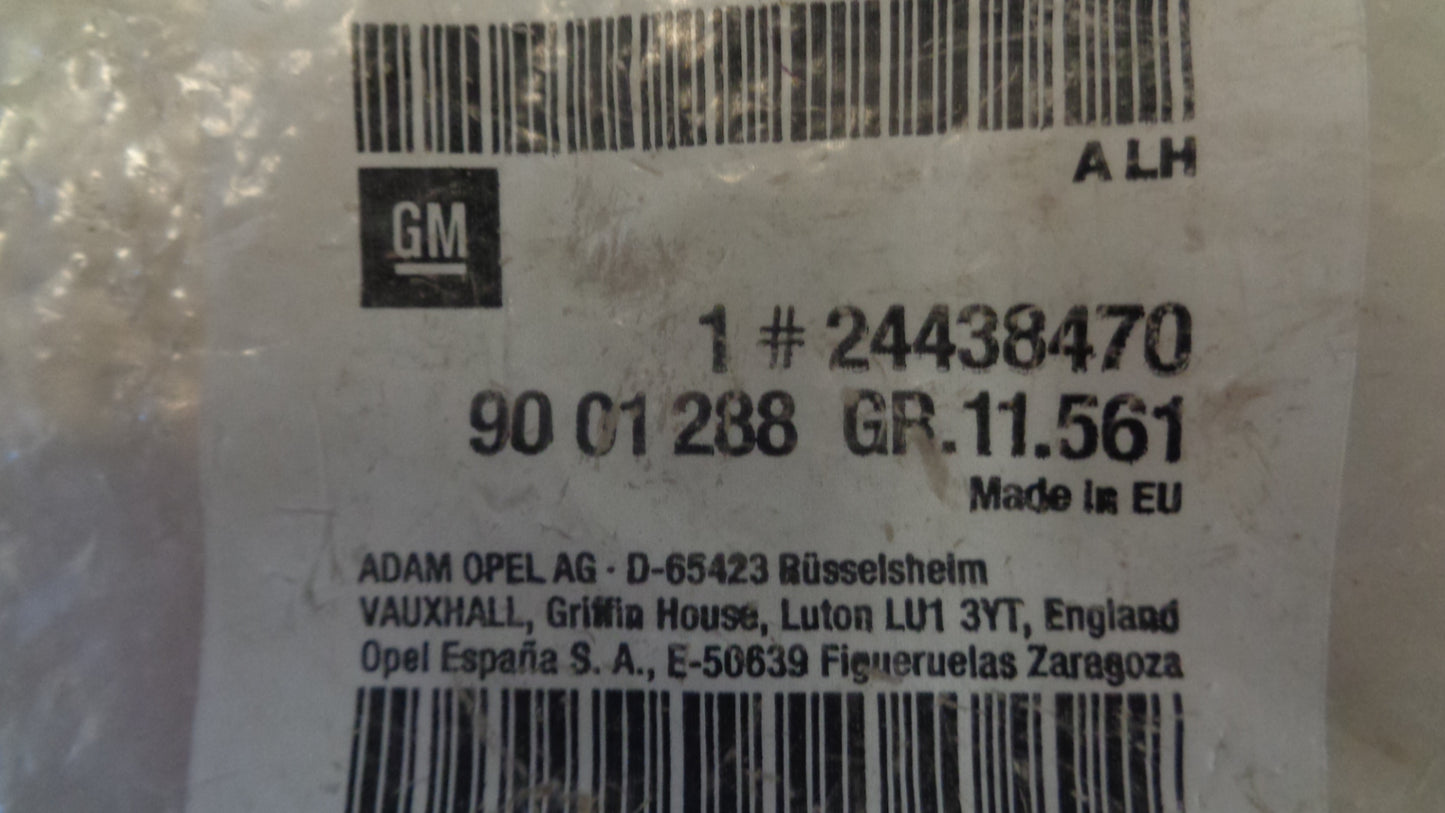 A LH
GM
1 # 24438470
90 01 288 GR.11.561
Made in EU
ADAM OPEL AG · D-65423 Rüsselsheim
VAUXHALL, Griffin House, Luton LU1 3YT, England
Opel España S. A., E-50639 Figueruelas Zaragoza